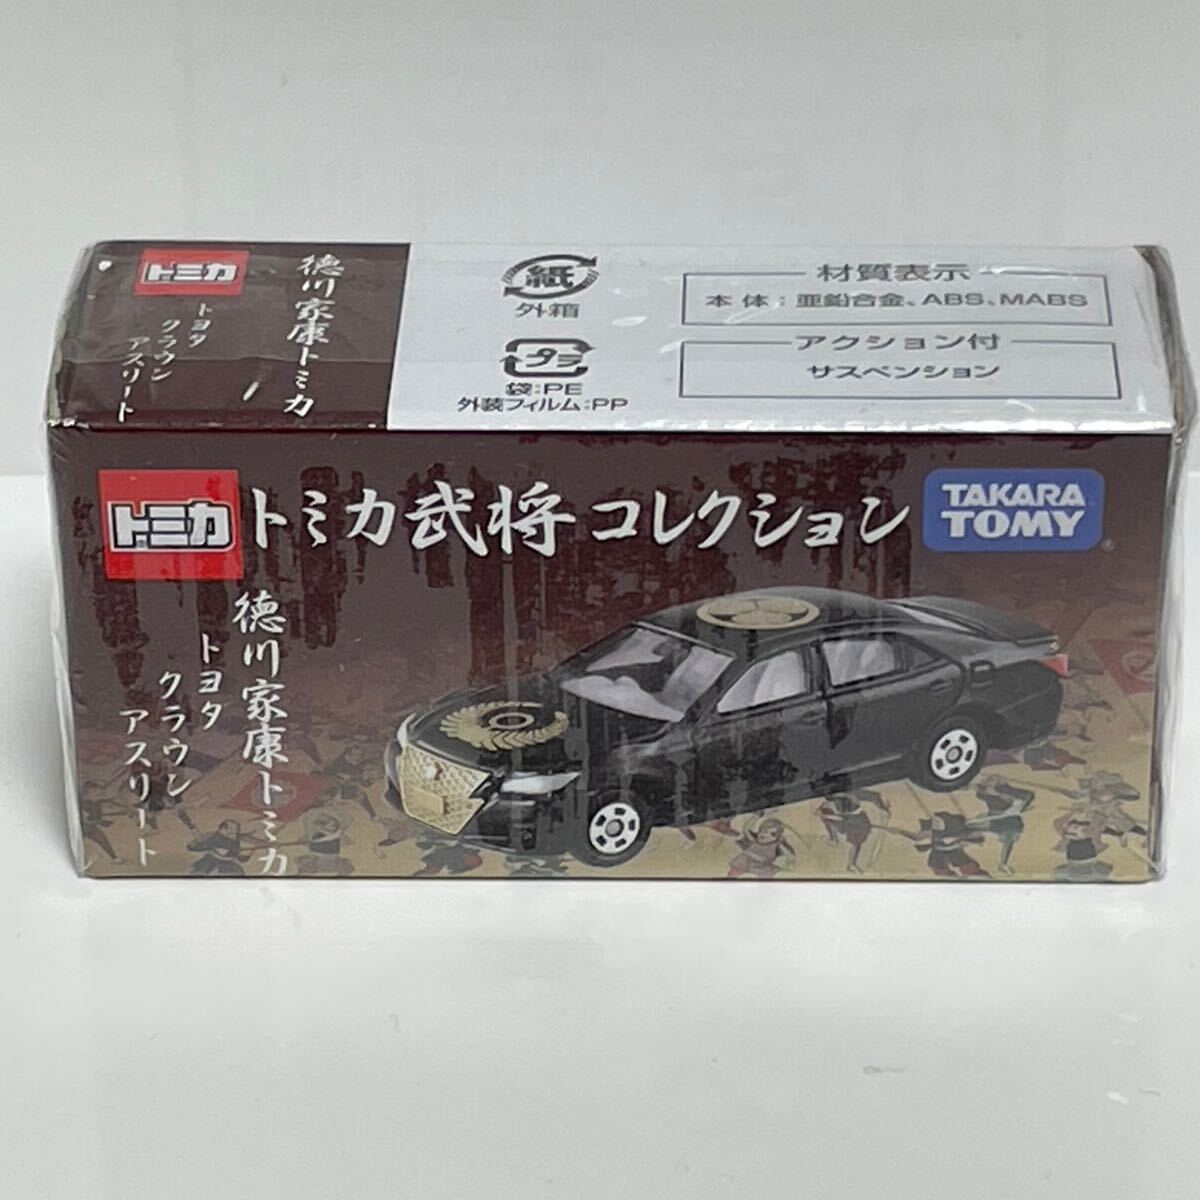 トミカ
徳川家康トミカ
トヨタ
クラウン
アスリート
紙
外箱
プラ
袋:PE
外装フィルム:PP
材質表示
本体:亜鉛合金、ABS、MABS
アクション付
サスペンション
トミカ
トミカ武将 コレクション
TAKARA
TOMY
徳川家康トミカ
トヨタ
クラウン
アスリート